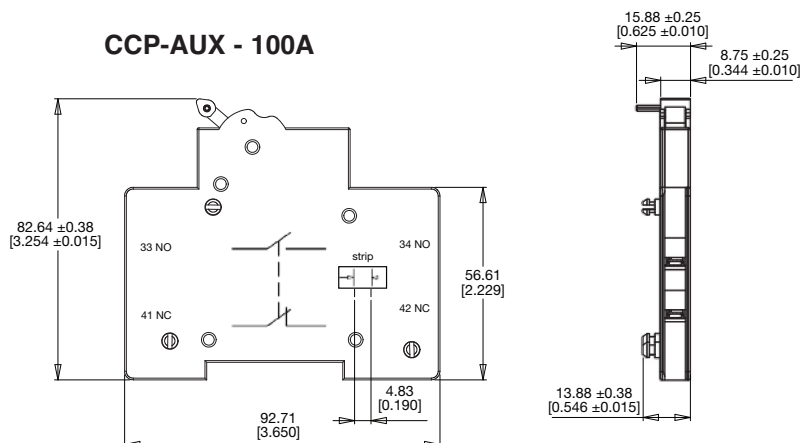 CCP-AUX - 100A
15.88 ±0.25
[0.625 ±0.010]
8.75 ±0.25
[0.344 ±0.010]
82.64 ±0.38
[3.254 ±0.015]
33 NO
34 NO
strip
41 NC
42 NC
56.61
[2.229]
4.83
[0.190]
92.71
[3.650]
13.88 ±0.38
[0.546 ±0.015]